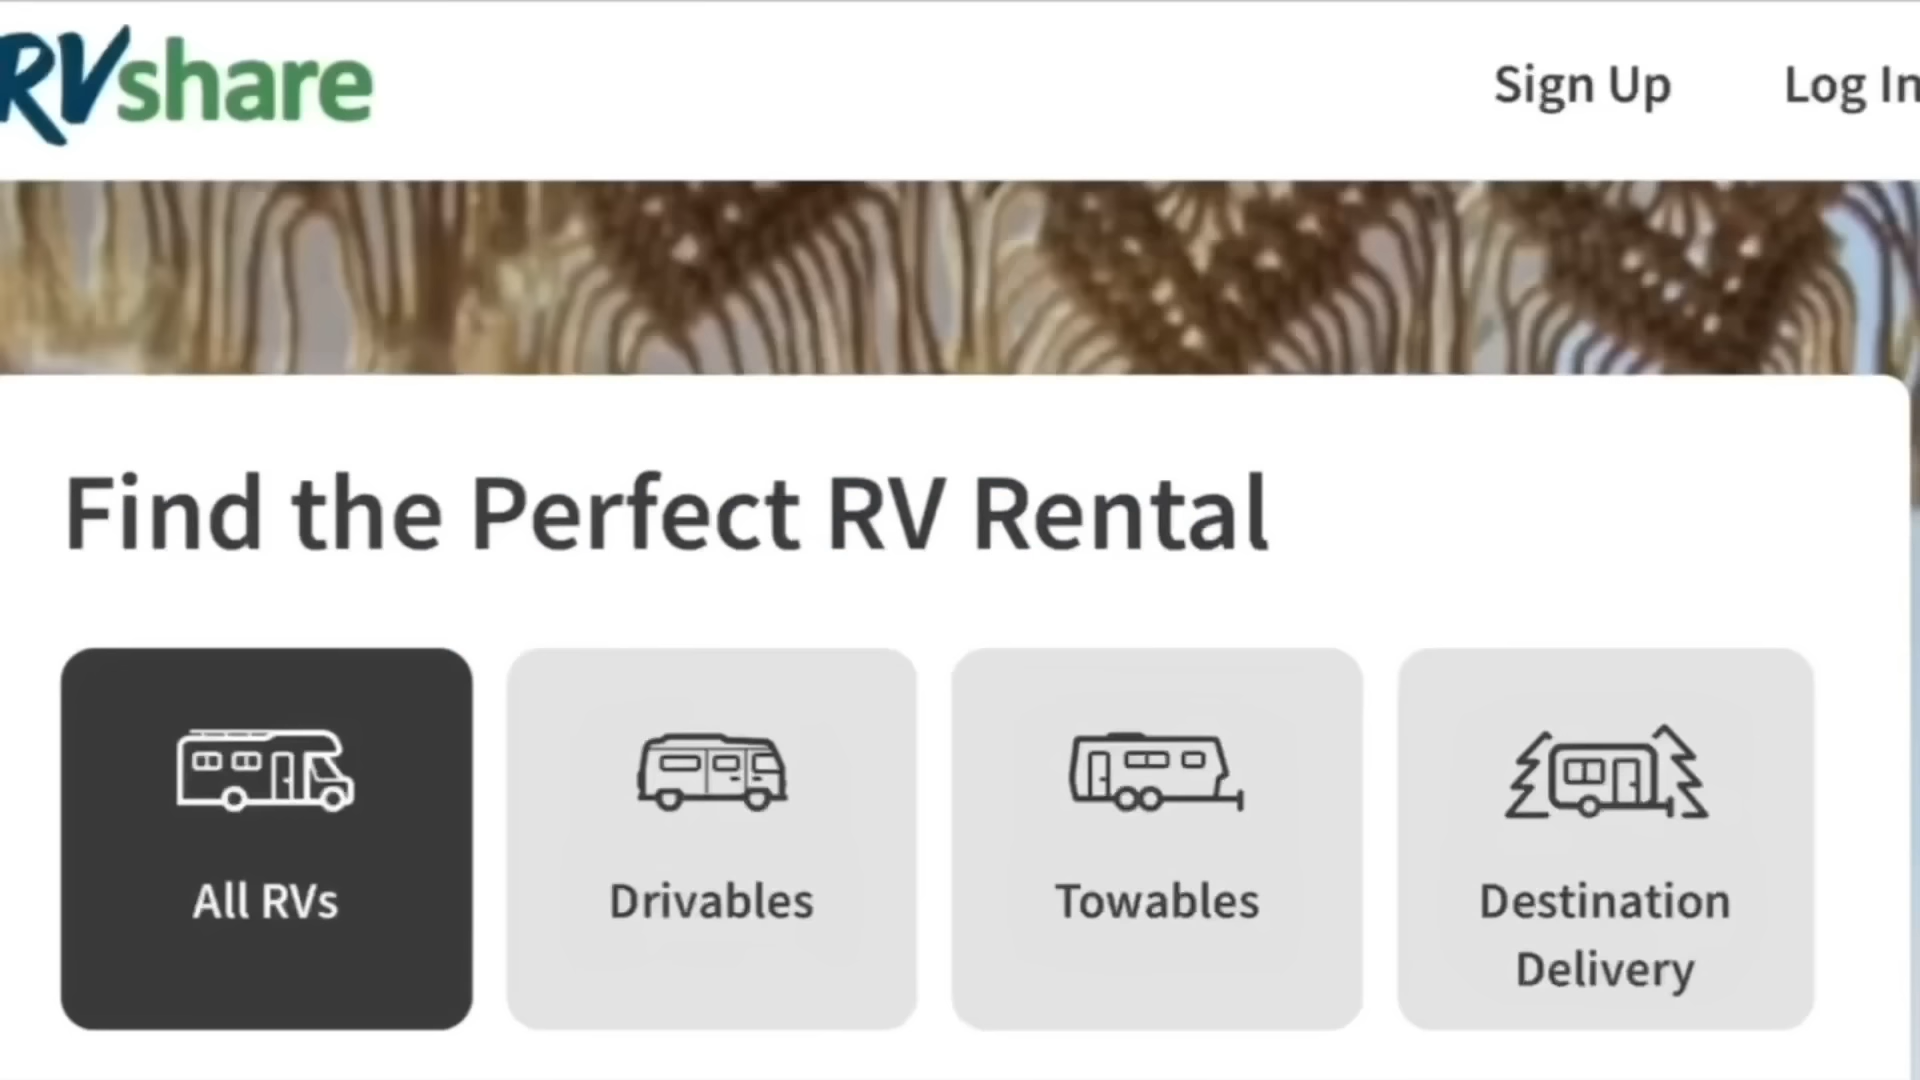 RVshare
Sign Up
Log In
Find the Perfect RV Rental
All RVs
Drivables
Towables
Destination
Delivery